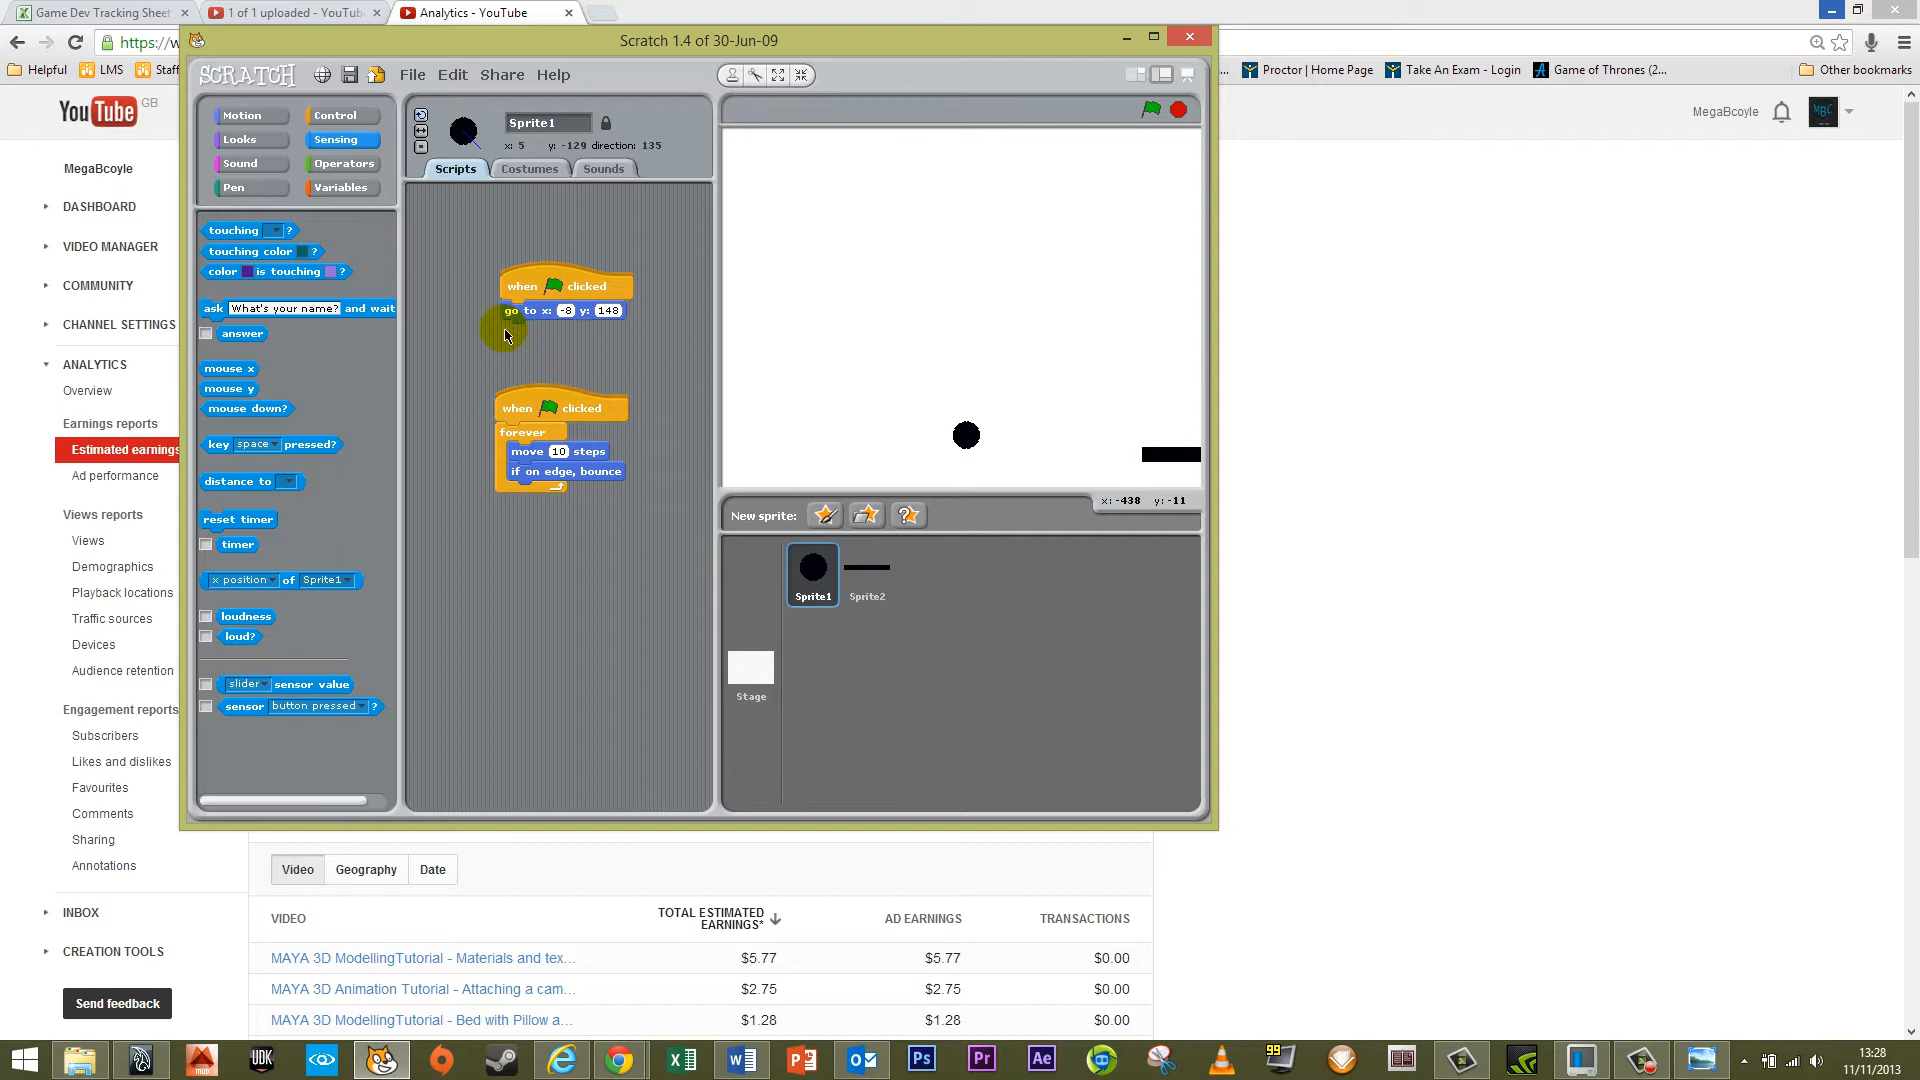 Game Dev Tracking Sheet
1 of 1 uploaded - YouTub
Analytics - YouTube
https://w
Helpful
LMS
Staff
Proctor | Home Page
Take An Exam - Login
Game of Thrones (2...
Other bookmarks
Scratch 1.4 of 30-Jun-09
SCRATCH
File Edit Share Help
YouTube GB
MegaBcoyle
MBC
MegaBcoyle
DASHBOARD
VIDEO MANAGER
COMMUNITY
CHANNEL SETTINGS
ANALYTICS
Overview
Earnings reports
Estimated earnings
Ad performance
Views reports
Views
Demographics
Playback locations
Traffic sources
Devices
Audience retention
Engagement reports
Subscribers
Likes and dislikes
Favourites
Comments
Sharing
Annotations
INBOX
CREATION TOOLS
Send feedback
Motion Control
Looks Sensing
Sound Operators
Pen Variables
touching ?
touching color ?
color is touching ?
ask What's your name? and wait
answer
mouse x
mouse y
mouse down?
key space pressed?
distance to
reset timer
timer
x position of Sprite1
loudness
loud?
slider sensor value
sensor button pressed ?
Sprite1
x: 5 y: -129 direction: 135
Scripts Costumes Sounds
when clicked
go to x: -8 y: 148
when clicked
forever
move 10 steps
if on edge, bounce
x: -438 y: -11
New sprite:
Sprite1 Sprite2
Stage
Video Geography Date
VIDEO TOTAL ESTIMATED EARNINGS* AD EARNINGS TRANSACTIONS
MAYA 3D ModellingTutorial - Materials and tex... $5.77 $5.77 $0.00
MAYA 3D Animation Tutorial - Attaching a cam... $2.75 $2.75 $0.00
MAYA 3D ModellingTutorial - Bed with Pillow a... $1.28 $1.28 $0.00
UDK
Ps
Pr
Ae
99
13:28
11/11/2013